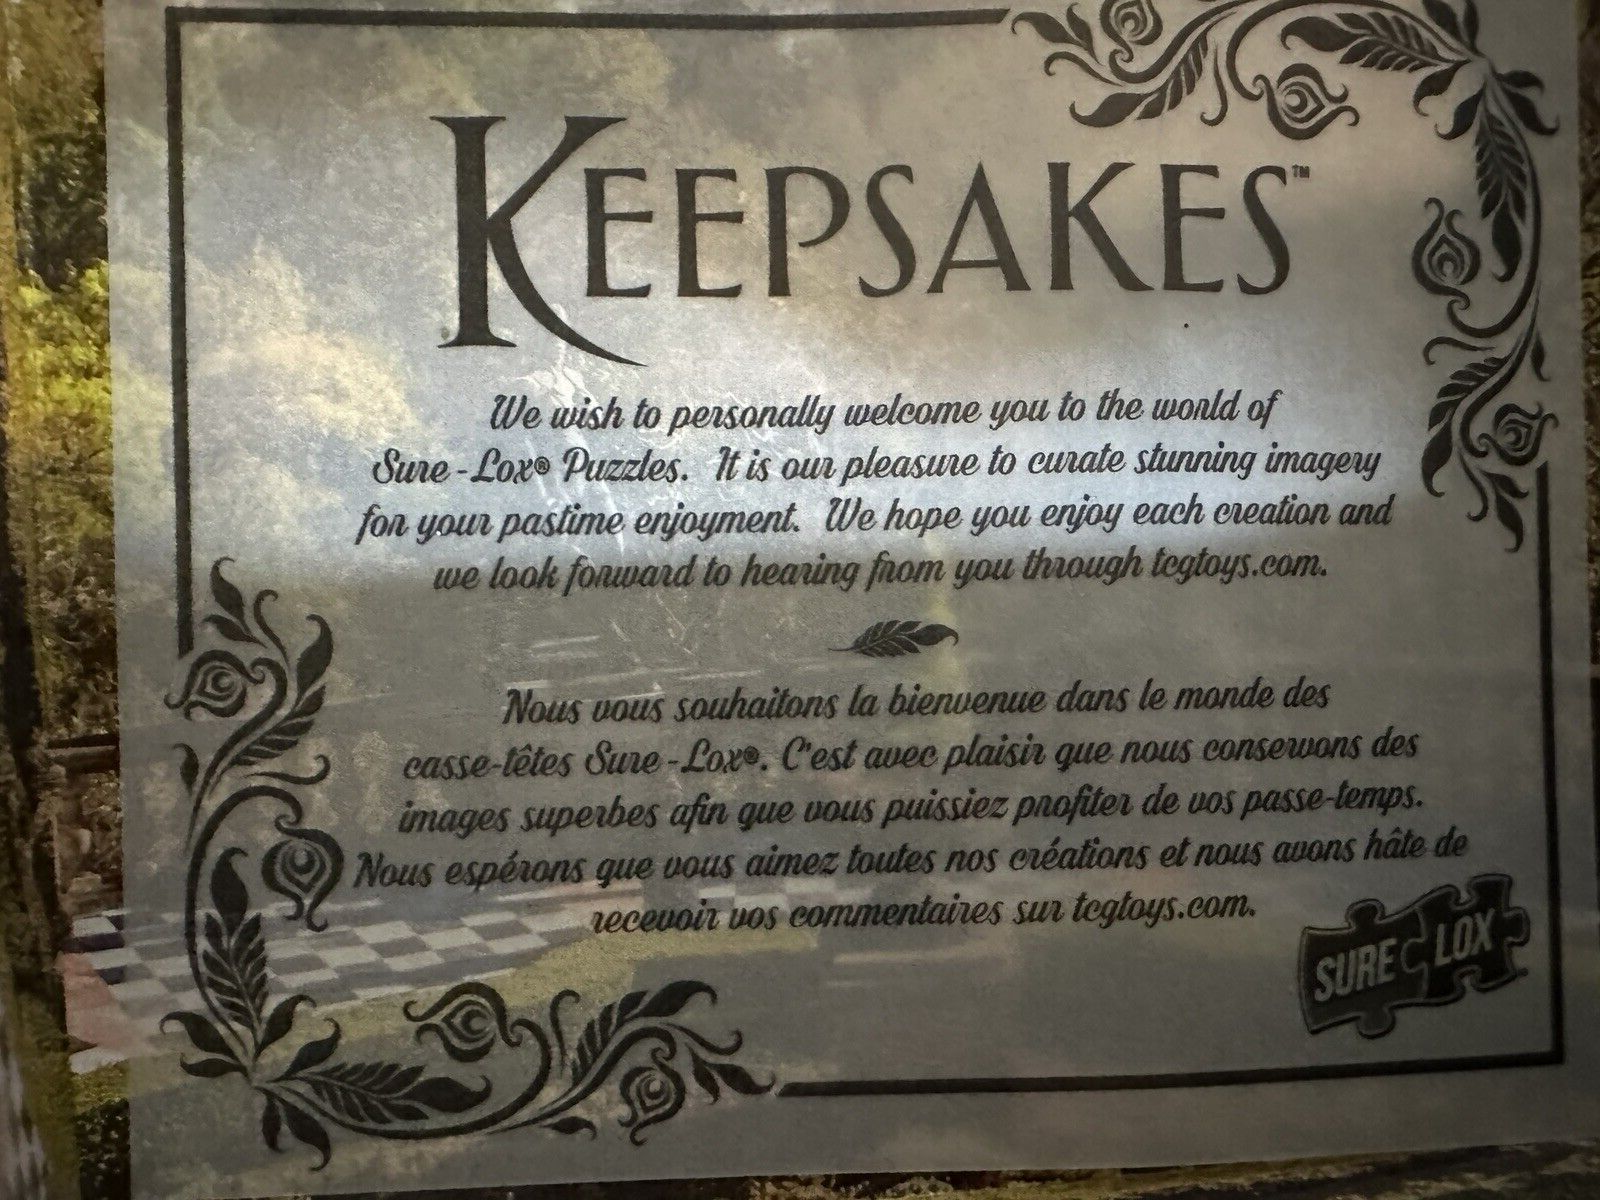 KEEPSAKES™
We wish to personally welcome you to the world of
Sure-Lox® Puzzles. It is our pleasure to curate stunning imagery
for your pastime enjoyment. We hope you enjoy each creation and
we look forward to hearing from you through tcgtoys.com.
Nous vous souhaitons la bienvenue dans le monde des
casse-têtes Sure-Lox®. C'est avec plaisir que nous conservons des
images superbes afin que vous puissiez profiter de vos passe-temps.
Nous espérons que vous aimez toutes nos créations et nous avons hâte de
recevoir vos commentaires sur tcgtoys.com.
SURE LOX